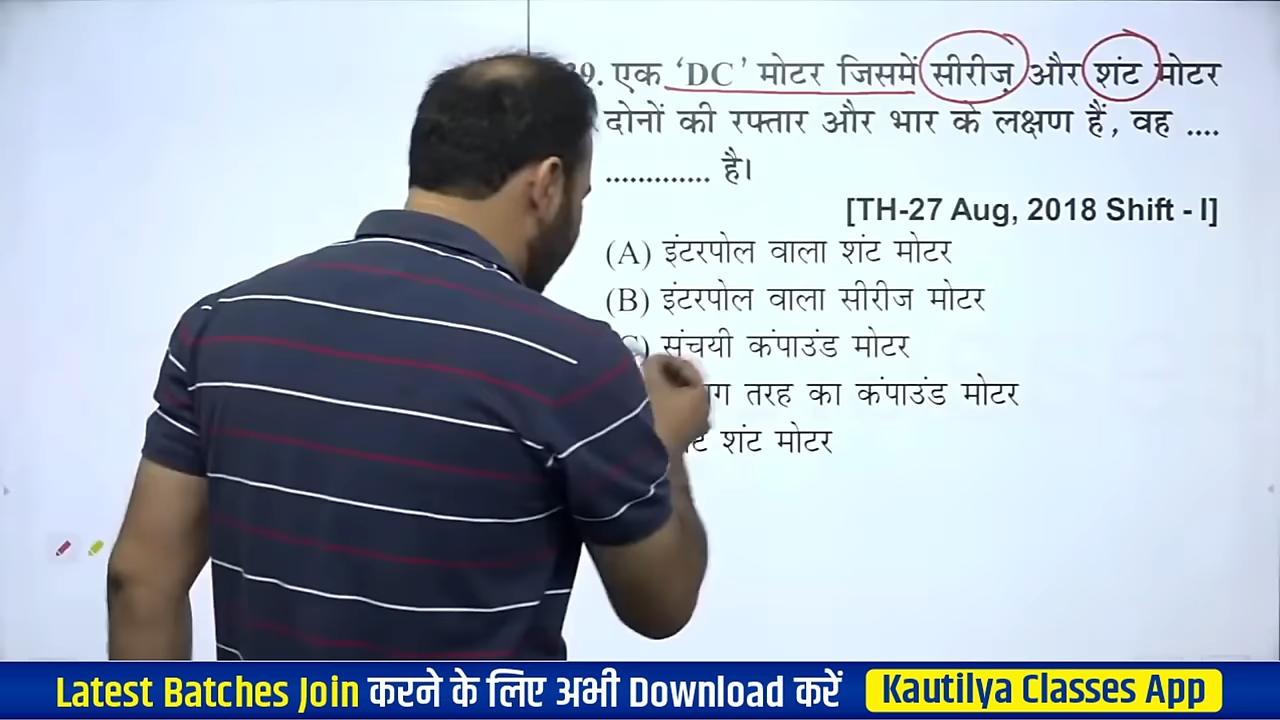 39. एक ‘DC’ मोटर जिसमें सीरीज़ और शंट मोटर
दोनों की रफ्तार और भार के लक्षण हैं, वह ....
............. है।
[TH-27 Aug, 2018 Shift - I]
(A) इंटरपोल वाला शंट मोटर
(B) इंटरपोल वाला सीरीज मोटर
(C) संचयी कंपाउंड मोटर
तरह का कंपाउंड मोटर
शंट मोटर
Latest Batches Join करने के लिए अभी Download करें Kautilya Classes App